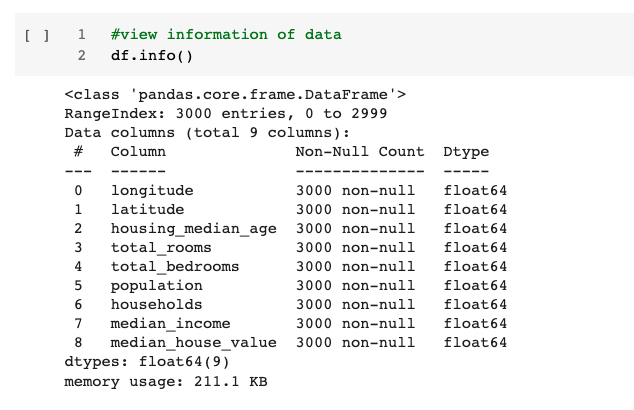 [ ] 1 #view information of data
2 df.info()
<class 'pandas.core.frame.DataFrame'>
RangeIndex: 3000 entries, 0 to 2999
Data columns (total 9 columns):
 #   Column              Non-Null Count  Dtype
---  ------              --------------  -----
 0   longitude           3000 non-null   float64
 1   latitude            3000 non-null   float64
 2   housing_median_age  3000 non-null   float64
 3   total_rooms         3000 non-null   float64
 4   total_bedrooms      3000 non-null   float64
 5   population          3000 non-null   float64
 6   households          3000 non-null   float64
 7   median_income       3000 non-null   float64
 8   median_house_value  3000 non-null   float64
dtypes: float64(9)
memory usage: 211.1 KB